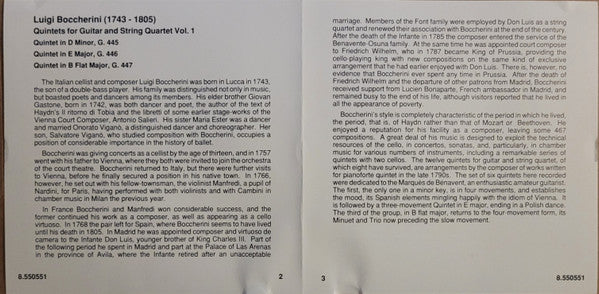 Luigi Boccherini (1743 - 1805)
Quintets for Guitar and String Quartet Vol. 1
Quintet in D Minor, G. 445
Quintet in E Major, G. 446
Quintet in B Flat Major, G. 447
The Italian cellist and composer Luigi Boccherini was born in Lucca in 1743,
the son of a double-bass player. His family was distinguished not only in music,
but boasted poets and dancers among its members. His elder brother Giovan
Gastone, born in 1742, was both dancer and poet, the author of the text of
Haydn's Il ritorno di Tobia and the libretti of some earlier stage-works of the
Vienna Court Composer, Antonio Salieri. His sister Maria Ester was a dancer
and married Onorato Viganò, a distinguished dancer and choreographer. Her
son, Salvatore Viganò, who studied composition with Boccherini, occupies a
position of considerable importance in the history of ballet.
Boccherini was giving concerts as a cellist by the age of thirteen, and in 1757
went with his father to Vienna, where they both were invited to join the orchestra
of the court theatre. Boccherini returned to Italy, but there were further visits
to Vienna, before he finally secured a position in his native town. In 1766,
however, he set out with his fellow-townsman, the violinist Manfredi, a pupil of
Nardini, for Paris, having performed with both violinists and with Cambini in
chamber music in Milan the previous year.
In France Boccherini and Manfredi won considerable success, and the
former continued his work as a composer, as well as appearing as a cello
virtuoso. In 1768 the pair left for Spain, where Boccherini seems to have lived
until his death in 1805. In Madrid he was appointed composer and virtuoso de
camera to the Infante Don Luis, younger brother of King Charles III. Part of
the following period he spent in Madrid and part at the Palace of Las Arenas
in the province of Avila, where the Infante retired after an unacceptable
8.550551
2
marriage. Members of the Font family were employed by Don Luis as a string
quartet and renewed their association with Boccherini at the end of the century.
After the death of the Infante in 1785 the composer entered the service of the
Benavente-Osuna family. At the same time he was appointed court composer
to Friedrich Wilhelm, who in 1787 became King of Prussia, providing the
cello-playing king with new compositions on the same kind of exclusive
arrangement that he had earlier enjoyed with Don Luis. There is, however, no
evidence that Boccherini ever spent any time in Prussia. After the death of
Friedrich Wilhelm and the departure of other patrons from Madrid, Boccherini
received support from Lucien Bonaparte, French ambassador in Madrid, and
remained busy to the end of his life, although visitors reported that he lived in
all the appearance of poverty.
Boccherini's style is completely characteristic of the period in which he lived,
the period, that is, of Haydn rather than that of Mozart or Beethoven. He
enjoyed a reputation for his facility as a composer, leaving some 467
compositions. A great deal of his music is designed to exploit the technical
resources of the cello, in concertos, sonatas, and, particularly, in chamber
music for various numbers of instruments, including a remarkable series of
quintets with two cellos. The twelve quintets for guitar and string quartet, of
which eight have survived, are arrangements by the composer of works written
for pianoforte quintet in the late 1790s. The set of six quintets here recorded
were dedicated to the Marquès de Benavent, an enthusiastic amateur guitarist.
The first, the only one in a minor key, is in four movements, and establishes
the mood, its Spanish elements mingling happily with the idiom of Vienna. It
is followed by a three-movement Quintet in E major, ending in a Polish dance.
The third of the group, in B flat major, returns to the four movement form, its
Minuet and Trio now preceding the slow movement.
3
8.550551